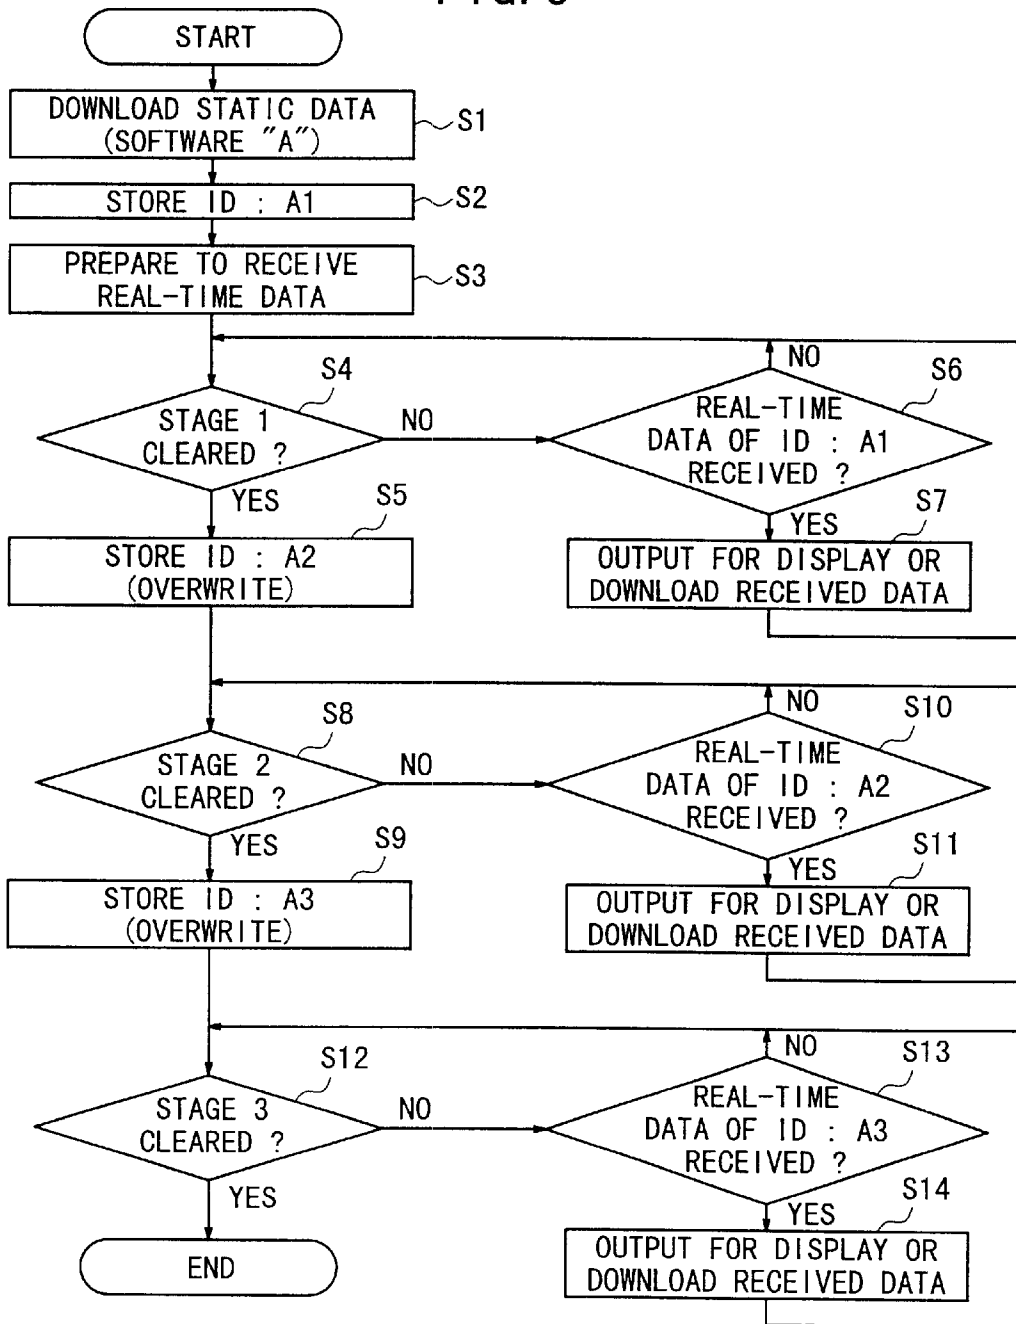 START
DOWNLOAD STATIC DATA
(SOFTWARE "A")
S1
STORE ID : A1
S2
PREPARE TO RECEIVE
REAL-TIME DATA
S3
S4
STAGE 1
CLEARED ?
NO
YES
S6
REAL-TIME
DATA OF ID : A1
RECEIVED ?
NO
YES
S5
STORE ID : A2
(OVERWRITE)
S7
OUTPUT FOR DISPLAY OR
DOWNLOAD RECEIVED DATA
S8
STAGE 2
CLEARED ?
NO
YES
S10
REAL-TIME
DATA OF ID : A2
RECEIVED ?
NO
YES
S9
STORE ID : A3
(OVERWRITE)
S11
OUTPUT FOR DISPLAY OR
DOWNLOAD RECEIVED DATA
S12
STAGE 3
CLEARED ?
NO
YES
S13
REAL-TIME
DATA OF ID : A3
RECEIVED ?
NO
YES
S14
OUTPUT FOR DISPLAY OR
DOWNLOAD RECEIVED DATA
END